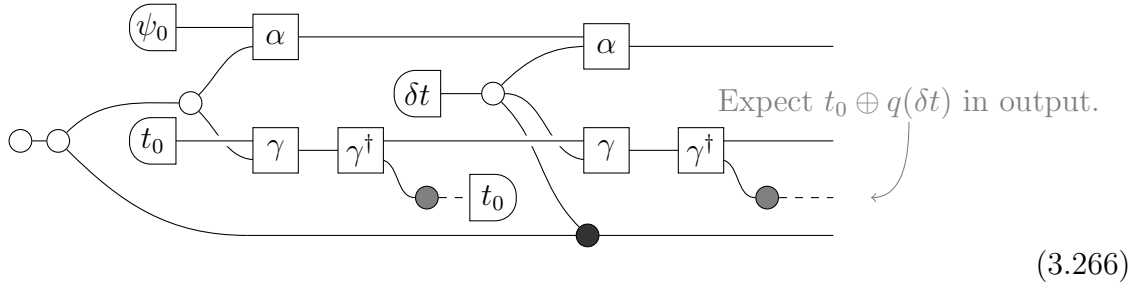 ψ₀ α α
δt Expect t₀ ⊕ q(δt) in output.
t₀ γ γ† γ γ†
t₀
(3.266)